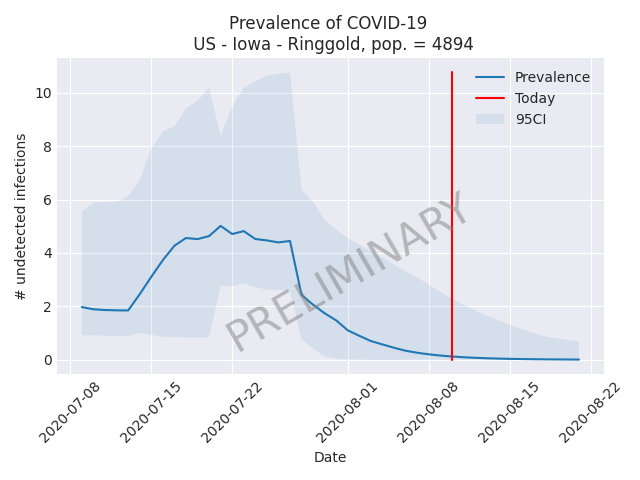 Prevalence of COVID-19
US - Iowa - Ringgold, pop. = 4894
Prevalence
Today
95CI
PRELIMINARY
# undetected infections
10
8
6
4
2
0
2020-07-08
2020-07-15
2020-07-22
2020-08-01
2020-08-08
2020-08-15
2020-08-22
Date